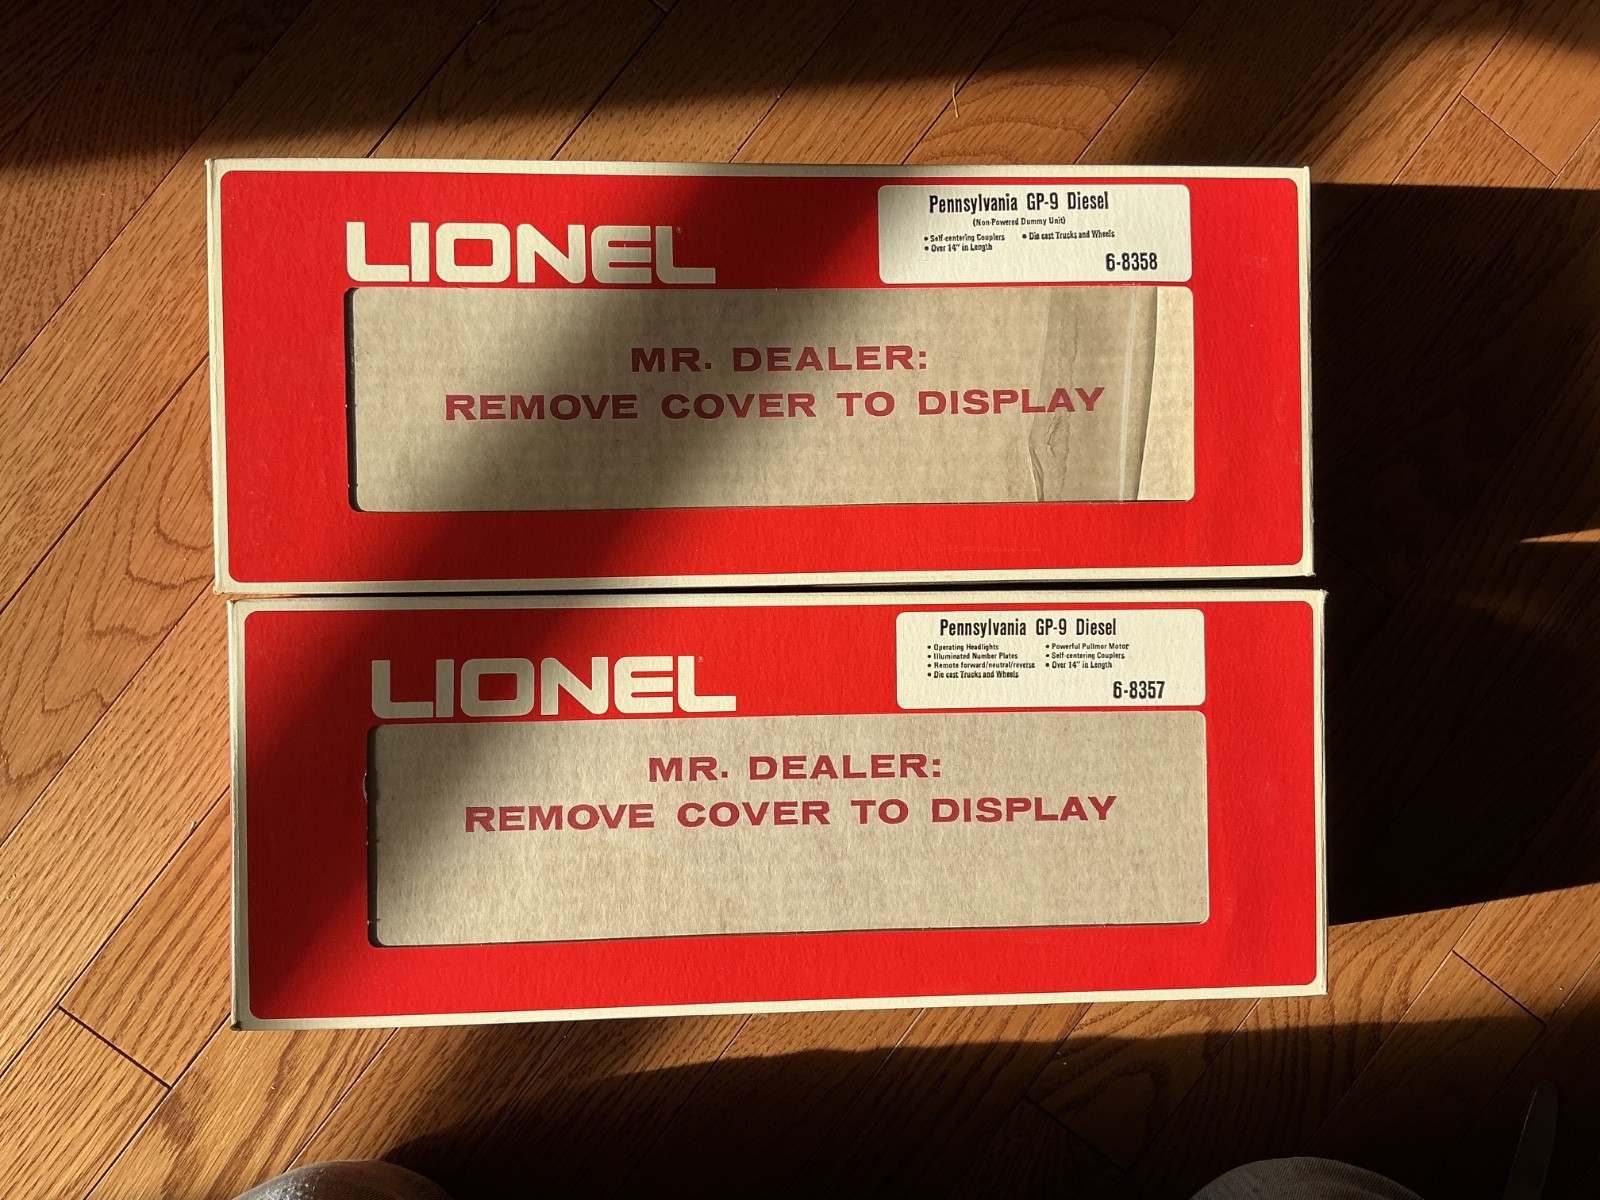 LIONEL
Pennsylvania GP-9 Diesel
(Non-Powered Dummy Unit)
• Self-centering Couplers • Die cast Trucks and Wheels
• Over 14" in Length
6-8358
MR. DEALER:
REMOVE COVER TO DISPLAY
LIONEL
Pennsylvania GP-9 Diesel
• Operating Headlights • Powerful Pullmor Motor
• Illuminated Number Plates • Self-centering Couplers
• Remote forward/neutral/reverse • Over 14" in Length
• Die cast Trucks and Wheels
6-8357
MR. DEALER:
REMOVE COVER TO DISPLAY